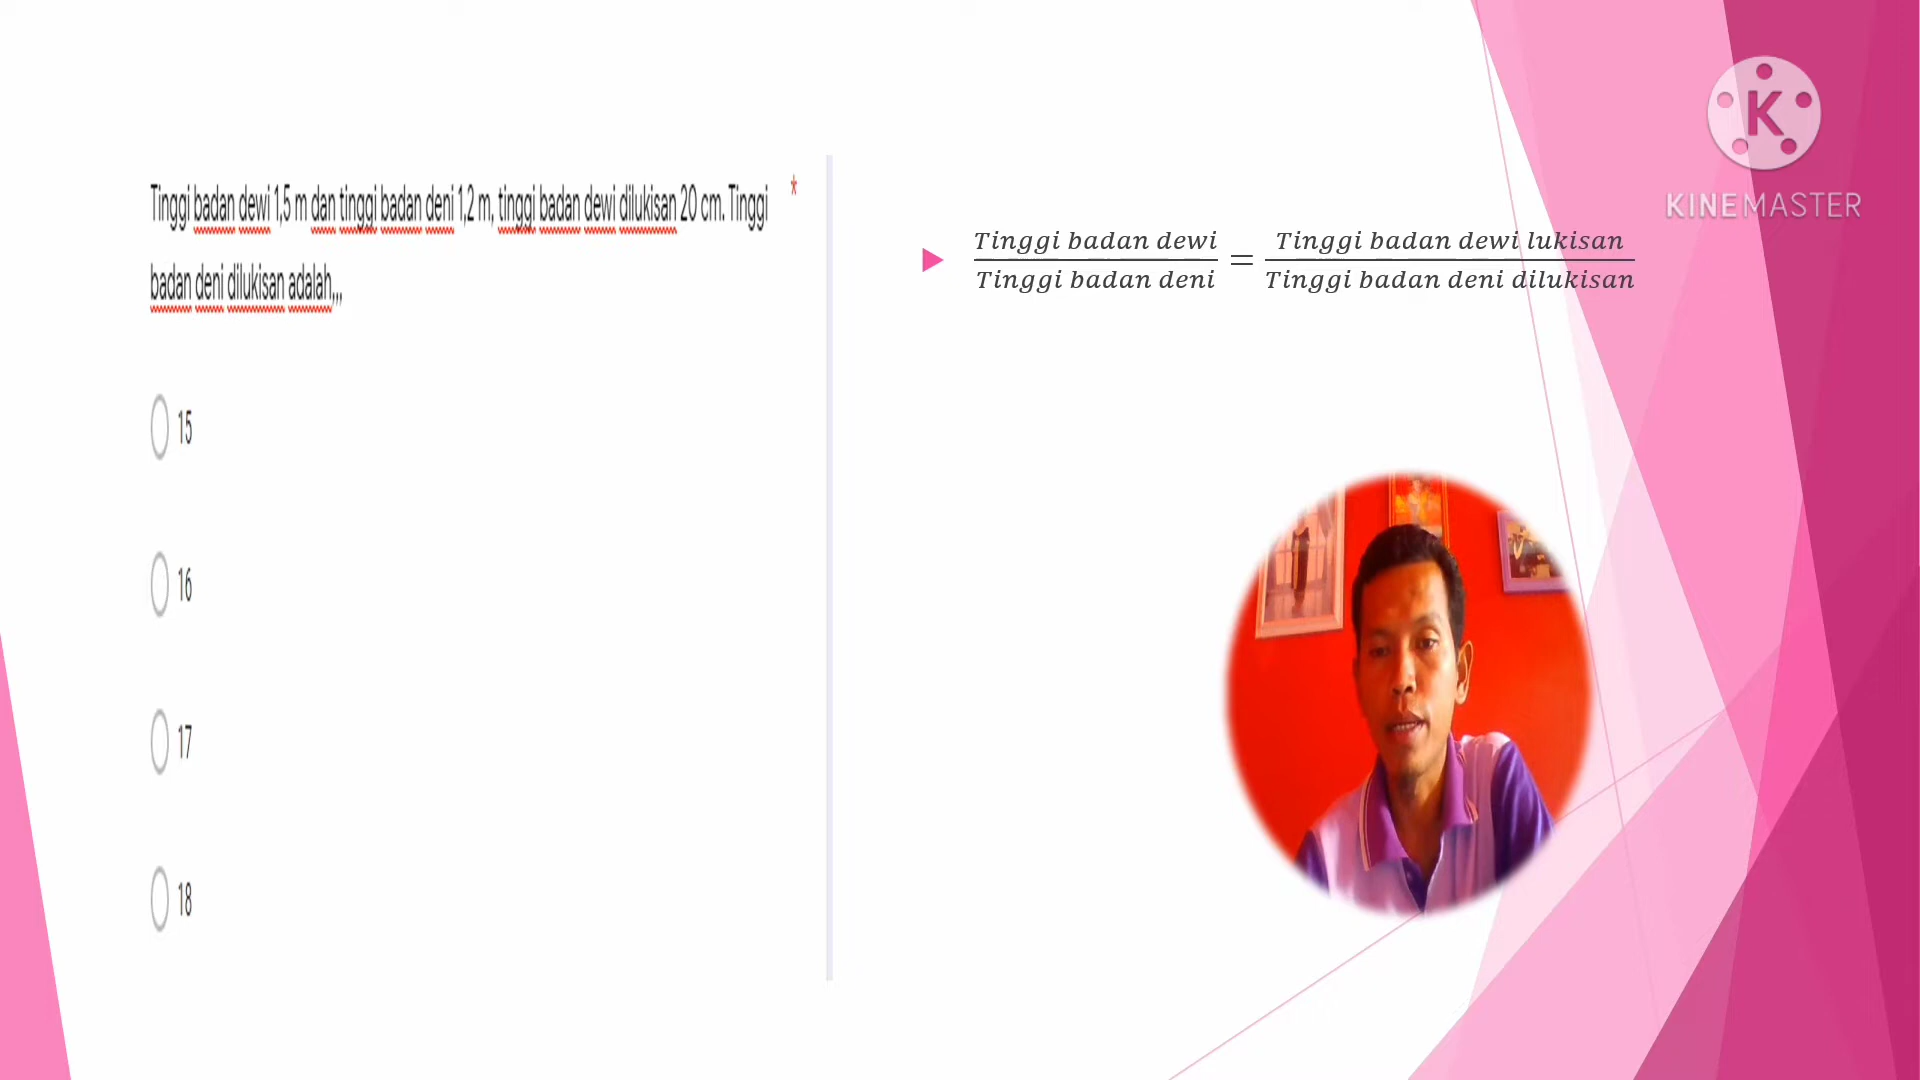 Tinggi badan dewi 1,5 m dan tinggi badan deni 1,2 m, tinggi badan dewi dilukisan 20 cm. Tinggi *
badan deni dilukisan adalah,,,
15
16
17
18
Tinggi badan dewi / Tinggi badan deni = Tinggi badan dewi lukisan / Tinggi badan deni dilukisan
K
KINEMASTER